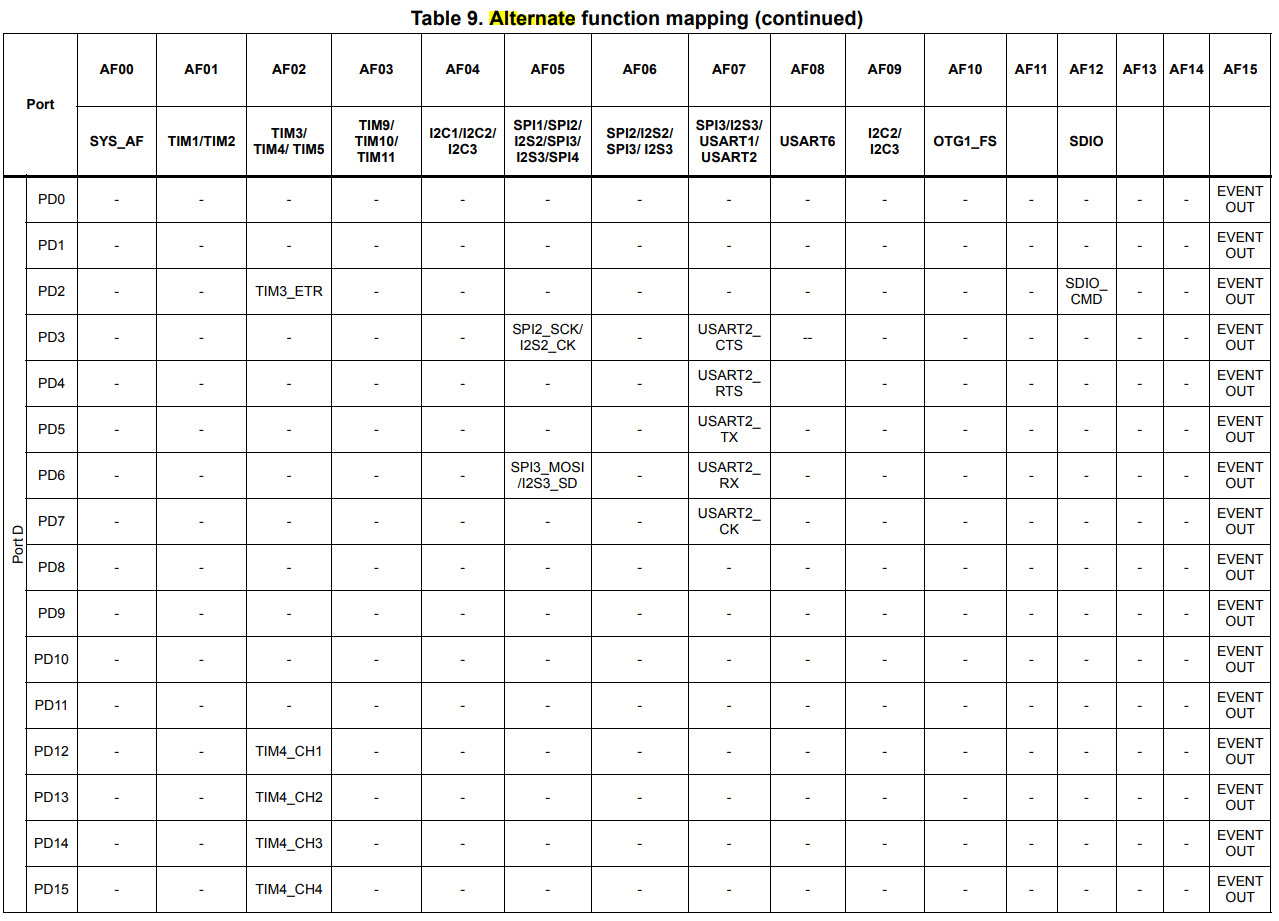 Table 9. Alternate function mapping (continued)
Port AF00 AF01 AF02 AF03 AF04 AF05 AF06 AF07 AF08 AF09 AF10 AF11 AF12 AF13 AF14 AF15
SYS_AF TIM1/TIM2 TIM3/ TIM4/ TIM5 TIM9/ TIM10/ TIM11 I2C1/I2C2/ I2C3 SPI1/SPI2/ I2S2/SPI3/ I2S3/SPI4 SPI2/I2S2/ SPI3/ I2S3 SPI3/I2S3/ USART1/ USART2 USART6 I2C2/ I2C3 OTG1_FS SDIO
Port D
PD0 - - - - - - - - - - - - - - - EVENT OUT
PD1 - - - - - - - - - - - - - - - EVENT OUT
PD2 - - TIM3_ETR - - - - - - - - - SDIO_ CMD - - EVENT OUT
PD3 - - - - - SPI2_SCK/ I2S2_CK - USART2_ CTS -- - - - - - - EVENT OUT
PD4 - - - - - - - USART2_ RTS - - - - - - EVENT OUT
PD5 - - - - - - - USART2_ TX - - - - - - - EVENT OUT
PD6 - - - - - SPI3_MOSI /I2S3_SD - USART2_ RX - - - - - - - EVENT OUT
PD7 - - - - - - - USART2_ CK - - - - - - - EVENT OUT
PD8 - - - - - - - - - - - - - - - EVENT OUT
PD9 - - - - - - - - - - - - - - - EVENT OUT
PD10 - - - - - - - - - - - - - - - EVENT OUT
PD11 - - - - - - - - - - - - - - - EVENT OUT
PD12 - - TIM4_CH1 - - - - - - - - - - - - EVENT OUT
PD13 - - TIM4_CH2 - - - - - - - - - - - - EVENT OUT
PD14 - - TIM4_CH3 - - - - - - - - - - - - EVENT OUT
PD15 - - TIM4_CH4 - - - - - - - - - - - - EVENT OUT